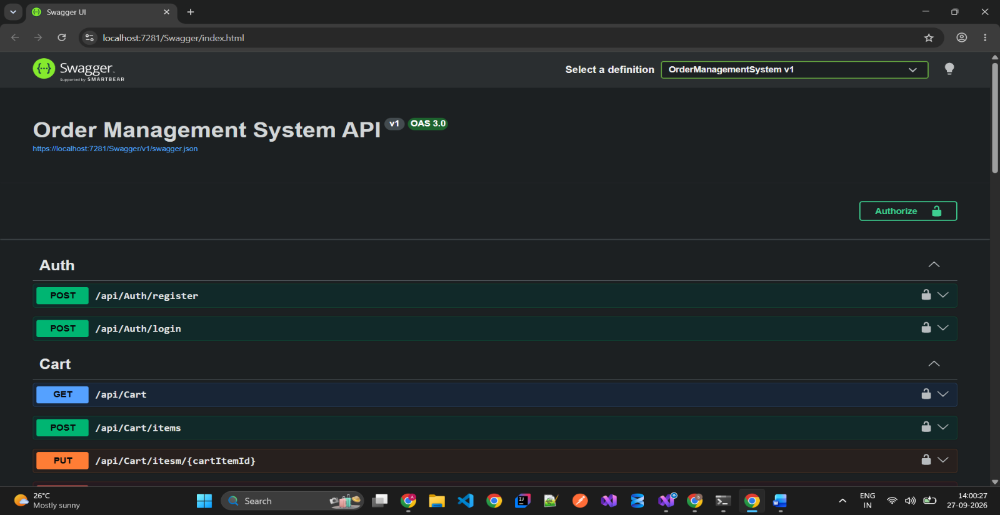 Swagger UI
localhost:7281/Swagger/index.html
Swagger
Supported by SMARTBEAR
Select a definition
OrderManagementSystem v1
Order Management System API v1 OAS 3.0
https://localhost:7281/Swagger/v1/swagger.json
Authorize
Auth
POST /api/Auth/register
POST /api/Auth/login
Cart
GET /api/Cart
POST /api/Cart/items
PUT /api/Cart/itesm/{cartItemId}
26°C
Mostly sunny
Search
ENG
IN
14:00:27
27-09-2026